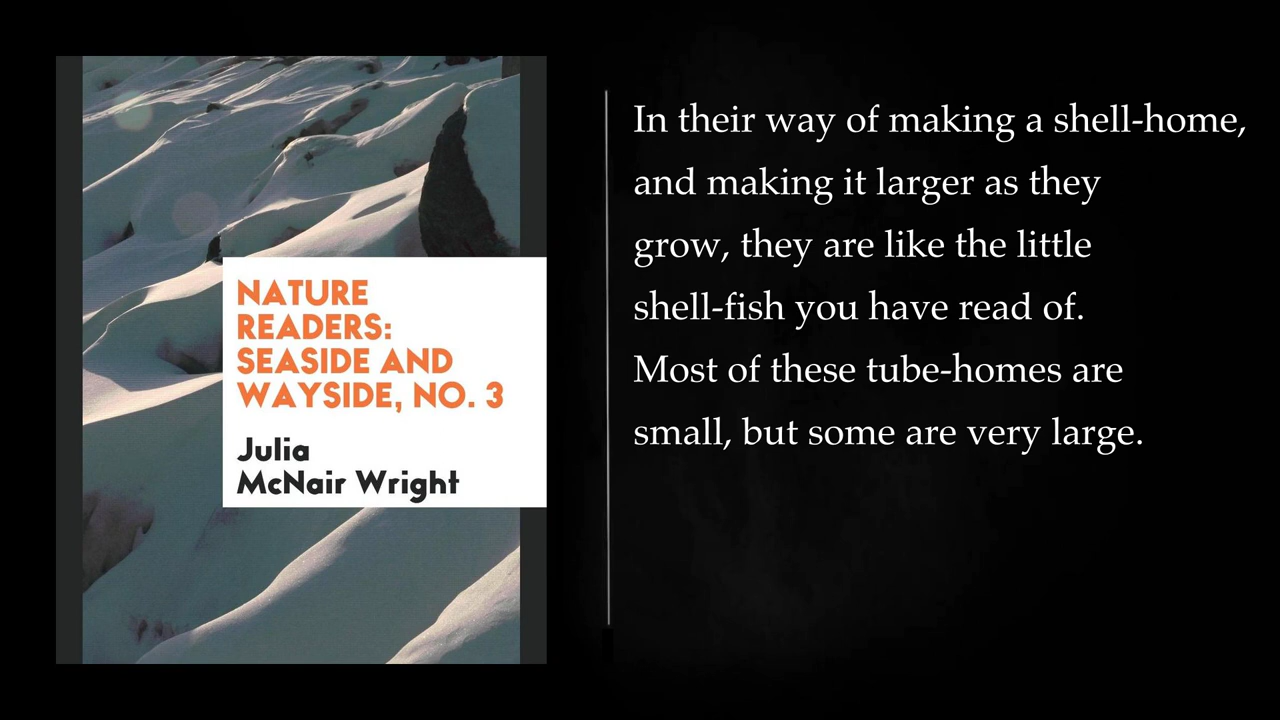 NATURE
READERS:
SEASIDE AND
WAYSIDE, NO. 3
Julia
McNair Wright
In their way of making a shell-home,
and making it larger as they
grow, they are like the little
shell-fish you have read of.
Most of these tube-homes are
small, but some are very large.